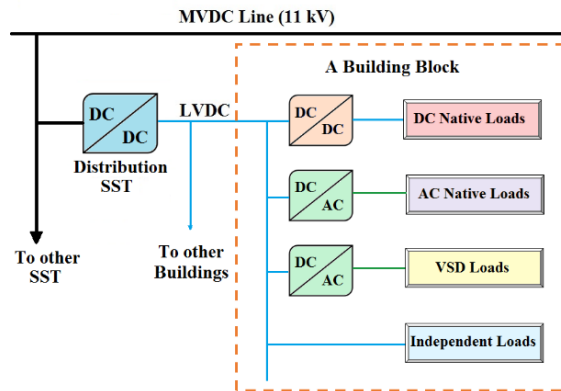 MVDC Line (11 kV)
A Building Block
DC
DC
Distribution
SST
LVDC
DC
DC
DC Native Loads
DC
AC
AC Native Loads
To other
SST
To other
Buildings
DC
AC
VSD Loads
Independent Loads